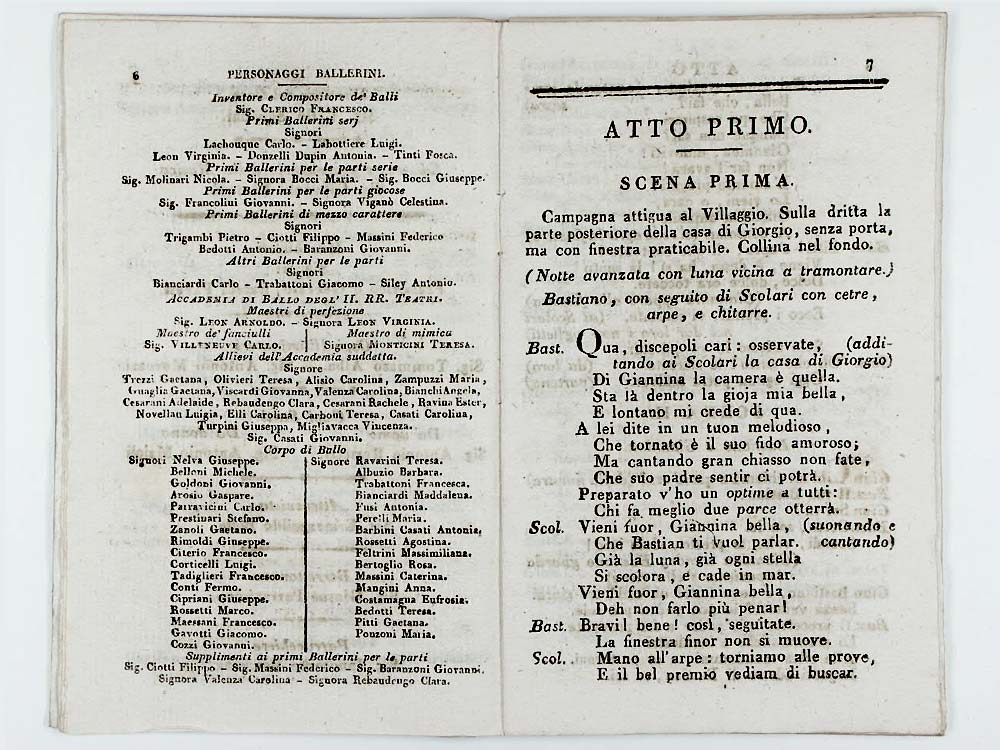 6
PERSONAGGI BALLERINI.
Inventore e Compositore de' Balli
Sig. CLERICO FRANCESCO.
Primi Ballerini serj
Signori
Lachouque Carlo. - Labottiere Luigi.
Leon Virginia. - Donzelli Dupin Antonia. - Tinti Fosca.
Primi Ballerini per le parti serie
Sig. Molinari Nicola. - Signora Bocci Maria. - Sig. Bocci Giuseppe.
Primi Ballerini per le parti giocose
Sig. Francolini Giovanni. - Signora Viganò Celestina.
Primi Ballerini di mezzo carattere
Signori
Trigambi Pietro - Ciotti Filippo - Massini Federico
Bedotti Antonio. - Baranzoni Giovanni.
Altri Ballerini per le parti
Signori
Bianciardi Carlo - Trabattoni Giacomo - Siley Antonio.
ACCADEMIA DI BALLO DEGL' II. RR. TEATRI.
Maestri di perfezione
Sig. LEON ARNOLDO. - Signora LEON VIRGINIA.
Maestro de' fanciulli Maestro di mimica
Sig. VILLENEUVE CARLO. Signora MONTICINI TERESA.
Allievi dell'Accademia suddetta.
Signore
Trezzi Gaetana, Olivieri Teresa, Alisio Carolina, Zampuzzi Maria,
Guaglia Gaetana, Viscardi Giovanna, Valenza Carolina, Bianchi Angela,
Cesarani Adelaide, Rebaudengo Clara, Cesarani Rachele, Ravina Ester,
Novellau Luigia, Elli Carolina, Carboni Teresa, Casati Carolina,
Turpini Giuseppa, Migliavacca Vincenza.
Sig. Casati Giovanni.
Corpo di Ballo
Signori Nelva Giuseppe. Signore Ravarini Teresa.
Belloni Michele. Albuzio Barbara.
Goldoni Giovanni. Trabattoni Francesca.
Arosio Gaspare. Bianciardi Maddalena.
Parravicini Carlo. Fusi Antonia.
Prestinari Stefano. Perelli Maria.
Zanoli Gaetano. Barbini Casati Antonia.
Rimoldi Giuseppe. Rossetti Agostina.
Citerio Francesco. Feltrini Massimiliana.
Corticelli Luigi. Bertoglio Rosa.
Tadiglieri Francesco. Massini Caterina.
Conti Fermo. Mangini Anna.
Cipriani Giuseppe. Costamagna Eufrosia.
Rossetti Marco. Bedotti Teresa.
Maessani Francesco. Pitti Gaetana.
Gavotti Giacomo. Ponzoni Maria.
Cozzi Giovanni.
Supplimenti ai primi Ballerini per le parti
Sig. Ciotti Filippo - Sig. Massini Federico - Sig. Baranzoni Giovanni.
Signora Valenza Carolina - Signora Rebaudengo Clara.
7
ATTO PRIMO.
SCENA PRIMA.
Campagna attigua al Villaggio. Sulla dritta la
parte posteriore della casa di Giorgio, senza porta,
ma con finestra praticabile. Collina nel fondo.
(Notte avanzata con luna vicina a tramontare.)
Bastiano, con seguito di Scolari con cetre,
arpe, e chitarre.
Bast. Qua, discepoli cari: osservate, (addi-
tando ai Scolari la casa di Giorgio)
Di Giannina la camera è quella.
Sta là dentro la gioja mia bella,
E lontano mi crede di qua.
A lei dite in un tuon melodioso,
Che tornato è il suo fido amoroso;
Ma cantando gran chiasso non fate,
Che suo padre sentir ci potrà.
Preparato v'ho un optime a tutti:
Chi fa meglio due parce otterrà.
Scol. Vieni fuor, Giannina bella, (suonando e
Che Bastian ti vuol parlar. cantando)
Già la luna, già ogni stella
Si scolora, e cade in mar.
Vieni fuor, Giannina bella,
Deh non farlo più penar!
Bast. Bravi! bene! così, seguitate.
La finestra finor non si muove.
Scol. Mano all'arpe: torniamo alle prove,
E il bel premio vediam di buscar.